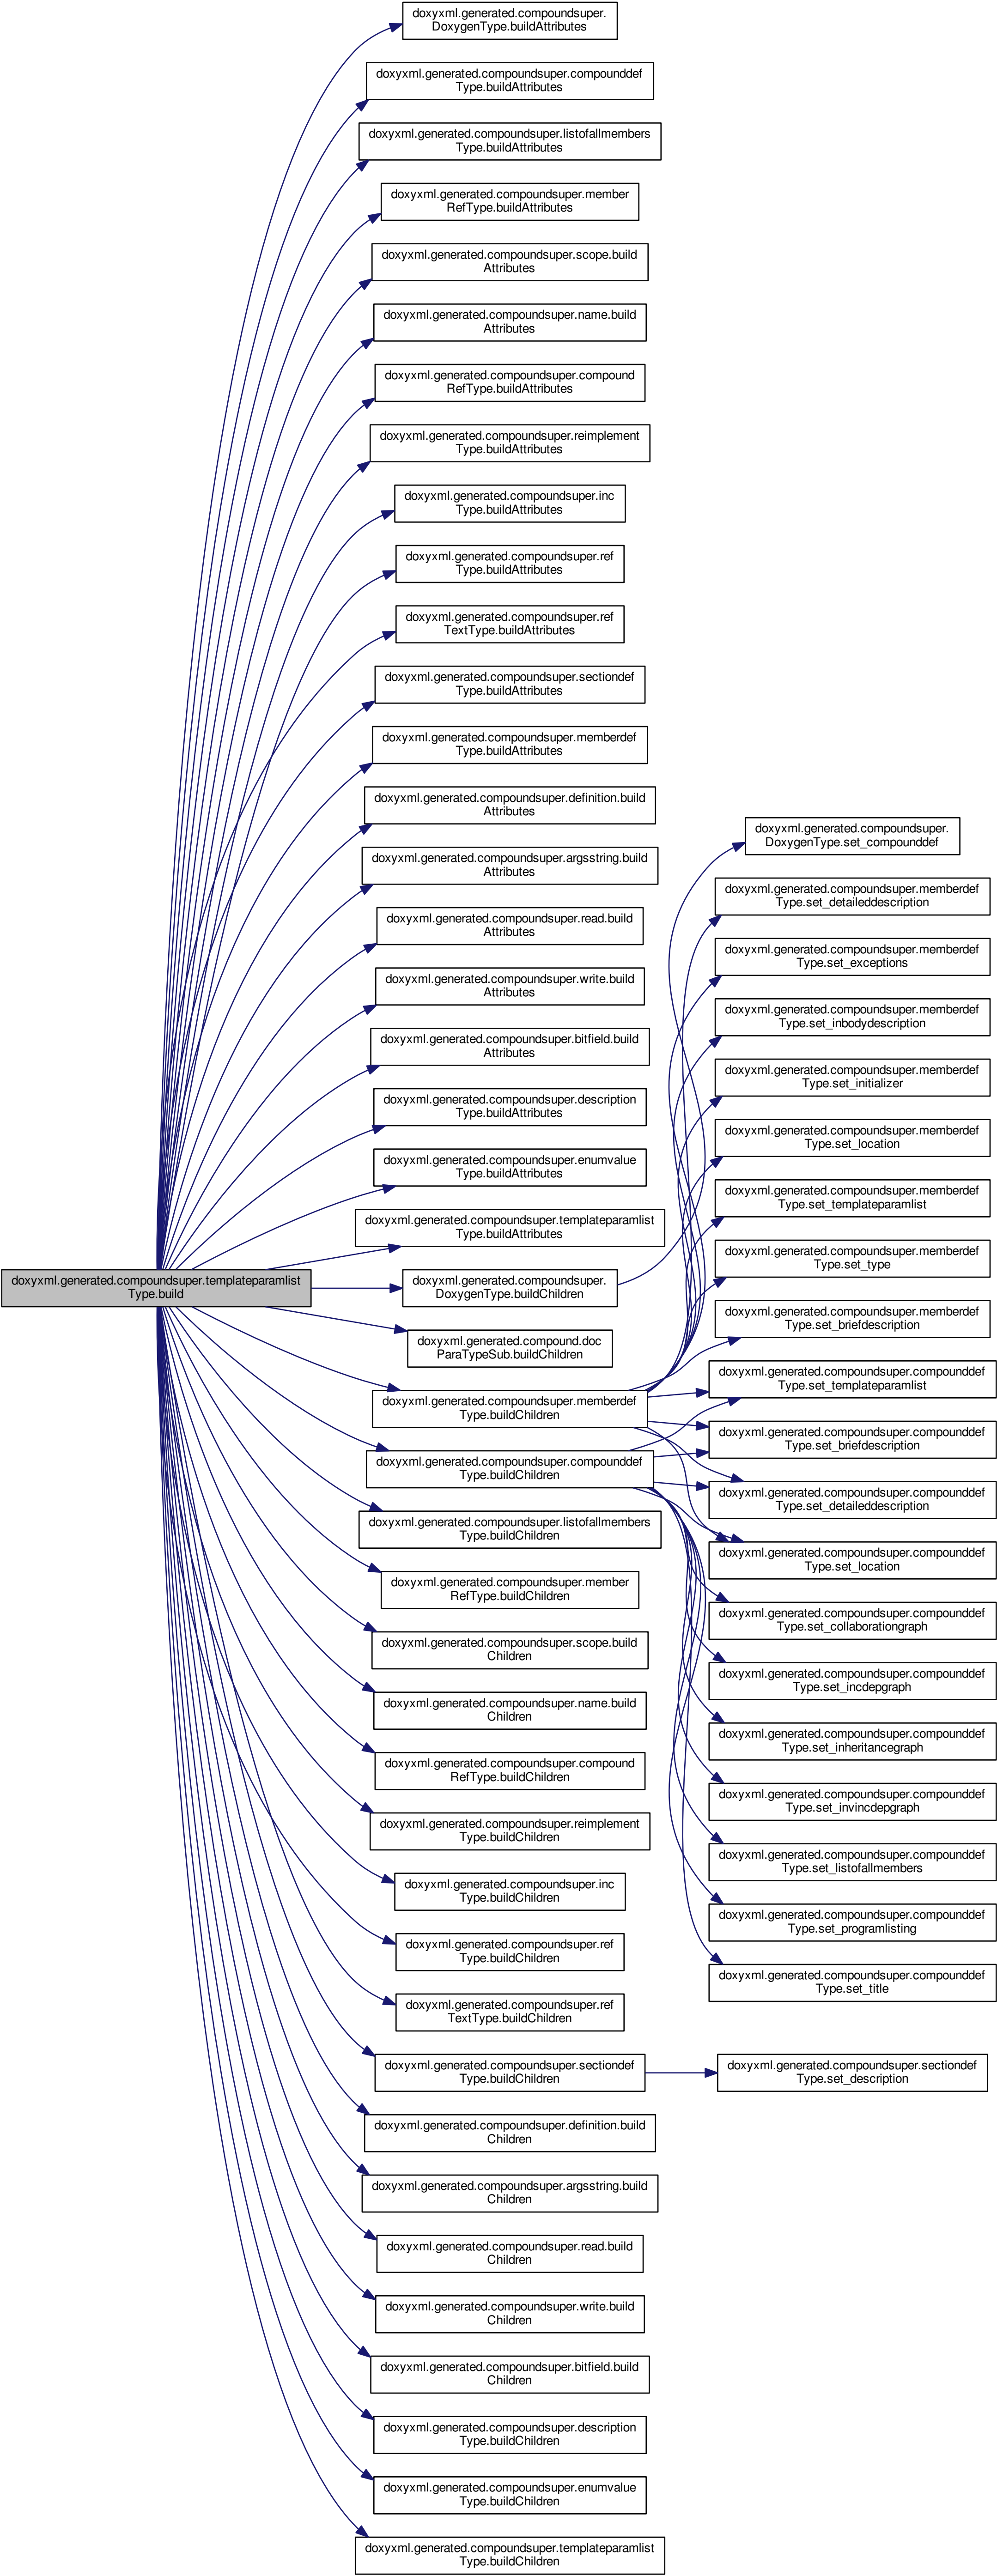 doxyxml.generated.compoundsuper.templateparamlist
Type.build
doxyxml.generated.compoundsuper.
DoxygenType.buildAttributes
doxyxml.generated.compoundsuper.compounddef
Type.buildAttributes
doxyxml.generated.compoundsuper.listofallmembers
Type.buildAttributes
doxyxml.generated.compoundsuper.member
RefType.buildAttributes
doxyxml.generated.compoundsuper.scope.build
Attributes
doxyxml.generated.compoundsuper.name.build
Attributes
doxyxml.generated.compoundsuper.compound
RefType.buildAttributes
doxyxml.generated.compoundsuper.reimplement
Type.buildAttributes
doxyxml.generated.compoundsuper.inc
Type.buildAttributes
doxyxml.generated.compoundsuper.ref
Type.buildAttributes
doxyxml.generated.compoundsuper.ref
TextType.buildAttributes
doxyxml.generated.compoundsuper.sectiondef
Type.buildAttributes
doxyxml.generated.compoundsuper.memberdef
Type.buildAttributes
doxyxml.generated.compoundsuper.definition.build
Attributes
doxyxml.generated.compoundsuper.argsstring.build
Attributes
doxyxml.generated.compoundsuper.read.build
Attributes
doxyxml.generated.compoundsuper.write.build
Attributes
doxyxml.generated.compoundsuper.bitfield.build
Attributes
doxyxml.generated.compoundsuper.description
Type.buildAttributes
doxyxml.generated.compoundsuper.enumvalue
Type.buildAttributes
doxyxml.generated.compoundsuper.templateparamlist
Type.buildAttributes
doxyxml.generated.compoundsuper.
DoxygenType.buildChildren
doxyxml.generated.compound.doc
ParaTypeSub.buildChildren
doxyxml.generated.compoundsuper.memberdef
Type.buildChildren
doxyxml.generated.compoundsuper.compounddef
Type.buildChildren
doxyxml.generated.compoundsuper.listofallmembers
Type.buildChildren
doxyxml.generated.compoundsuper.member
RefType.buildChildren
doxyxml.generated.compoundsuper.scope.build
Children
doxyxml.generated.compoundsuper.name.build
Children
doxyxml.generated.compoundsuper.compound
RefType.buildChildren
doxyxml.generated.compoundsuper.reimplement
Type.buildChildren
doxyxml.generated.compoundsuper.inc
Type.buildChildren
doxyxml.generated.compoundsuper.ref
Type.buildChildren
doxyxml.generated.compoundsuper.ref
TextType.buildChildren
doxyxml.generated.compoundsuper.sectiondef
Type.buildChildren
doxyxml.generated.compoundsuper.definition.build
Children
doxyxml.generated.compoundsuper.argsstring.build
Children
doxyxml.generated.compoundsuper.read.build
Children
doxyxml.generated.compoundsuper.write.build
Children
doxyxml.generated.compoundsuper.bitfield.build
Children
doxyxml.generated.compoundsuper.description
Type.buildChildren
doxyxml.generated.compoundsuper.enumvalue
Type.buildChildren
doxyxml.generated.compoundsuper.templateparamlist
Type.buildChildren
doxyxml.generated.compoundsuper.
DoxygenType.set_compounddef
doxyxml.generated.compoundsuper.memberdef
Type.set_detaileddescription
doxyxml.generated.compoundsuper.memberdef
Type.set_exceptions
doxyxml.generated.compoundsuper.memberdef
Type.set_inbodydescription
doxyxml.generated.compoundsuper.memberdef
Type.set_initializer
doxyxml.generated.compoundsuper.memberdef
Type.set_location
doxyxml.generated.compoundsuper.memberdef
Type.set_templateparamlist
doxyxml.generated.compoundsuper.memberdef
Type.set_type
doxyxml.generated.compoundsuper.memberdef
Type.set_briefdescription
doxyxml.generated.compoundsuper.compounddef
Type.set_templateparamlist
doxyxml.generated.compoundsuper.compounddef
Type.set_briefdescription
doxyxml.generated.compoundsuper.compounddef
Type.set_detaileddescription
doxyxml.generated.compoundsuper.compounddef
Type.set_location
doxyxml.generated.compoundsuper.compounddef
Type.set_collaborationgraph
doxyxml.generated.compoundsuper.compounddef
Type.set_incdepgraph
doxyxml.generated.compoundsuper.compounddef
Type.set_inheritancegraph
doxyxml.generated.compoundsuper.compounddef
Type.set_invincdepgraph
doxyxml.generated.compoundsuper.compounddef
Type.set_listofallmembers
doxyxml.generated.compoundsuper.compounddef
Type.set_programlisting
doxyxml.generated.compoundsuper.compounddef
Type.set_title
doxyxml.generated.compoundsuper.sectiondef
Type.set_description